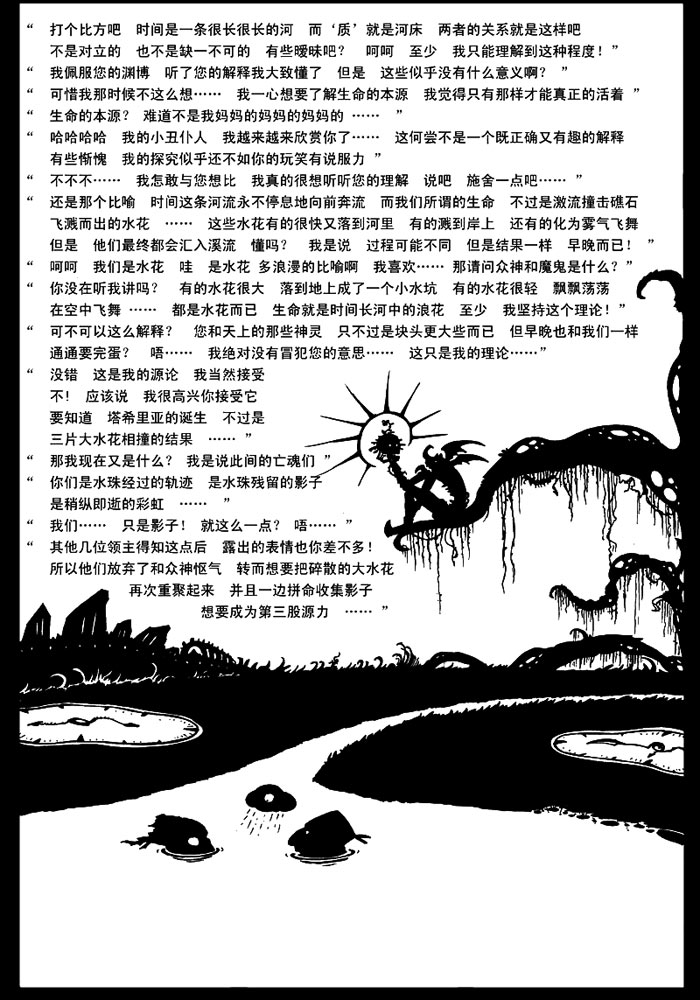 “ 打个比方吧 时间是一条很长很长的河 而‘质’就是河床 两者的关系就是这样吧
不是对立的 也不是缺一不可的 有些暧昧吧? 呵呵 至少 我只能理解到这种程度!”
“ 我佩服您的渊博 听了您的解释我大致懂了 但是 这些似乎没有什么意义啊? ”
“ 可惜我那时候不这么想…… 我一心想要了解生命的本源 我觉得只有那样才能真正的活着 ”
“ 生命的本源? 难道不是我妈妈的妈妈的妈妈的 …… ”
“ 哈哈哈哈 我的小丑仆人 我越来越欣赏你了…… 这何尝不是一个既正确又有趣的解释
有些惭愧 我的探究似乎还不如你的玩笑有说服力 ”
“ 不不不…… 我怎敢与您想比 我真的很想听听您的理解 说吧 施舍一点吧…… ”
“ 还是那个比喻 时间这条河流永不停息地向前奔流 而我们所谓的生命 不过是激流撞击礁石
飞溅而出的水花 …… 这些水花有的很快又落到河里 有的溅到岸上 还有的化为雾气飞舞
但是 他们最终都会汇入溪流 懂吗? 我是说 过程可能不同 但是结果一样 早晚而已! ”
“ 呵呵 我们是水花 哇 是水花 多浪漫的比喻啊 我喜欢…… 那请问众神和魔鬼是什么?”
“ 你没在听我讲吗? 有的水花很大 落到地上成了一个小水坑 有的水花很轻 飘飘荡荡
在空中飞舞 …… 都是水花而已 生命就是时间长河中的浪花 至少 我坚持这个理论!”
“ 可不可以这么解释? 您和天上的那些神灵 只不过是块头更大些而已 但早晚也和我们一样
通通要完蛋? 唔…… 我绝对没有冒犯您的意思…… 这只是我的理论……”
“ 没错 这是我的源论 我当然接受
不! 应该说 我很高兴你接受它
要知道 塔希里亚的诞生 不过是
三片大水花相撞的结果 …… ”
“ 那我现在又是什么? 我是说此间的亡魂们 ”
“ 你们是水珠经过的轨迹 是水珠残留的影子
是稍纵即逝的彩虹 …… ”
“ 我们…… 只是影子! 就这么一点? 唔…… ”
“ 其他几位领主得知这点后 露出的表情也你差不多!
所以他们放弃了和众神怄气 转而想要把碎散的大水花
再次重聚起来 并且一边拼命收集影子
想要成为第三股源力 …… ”